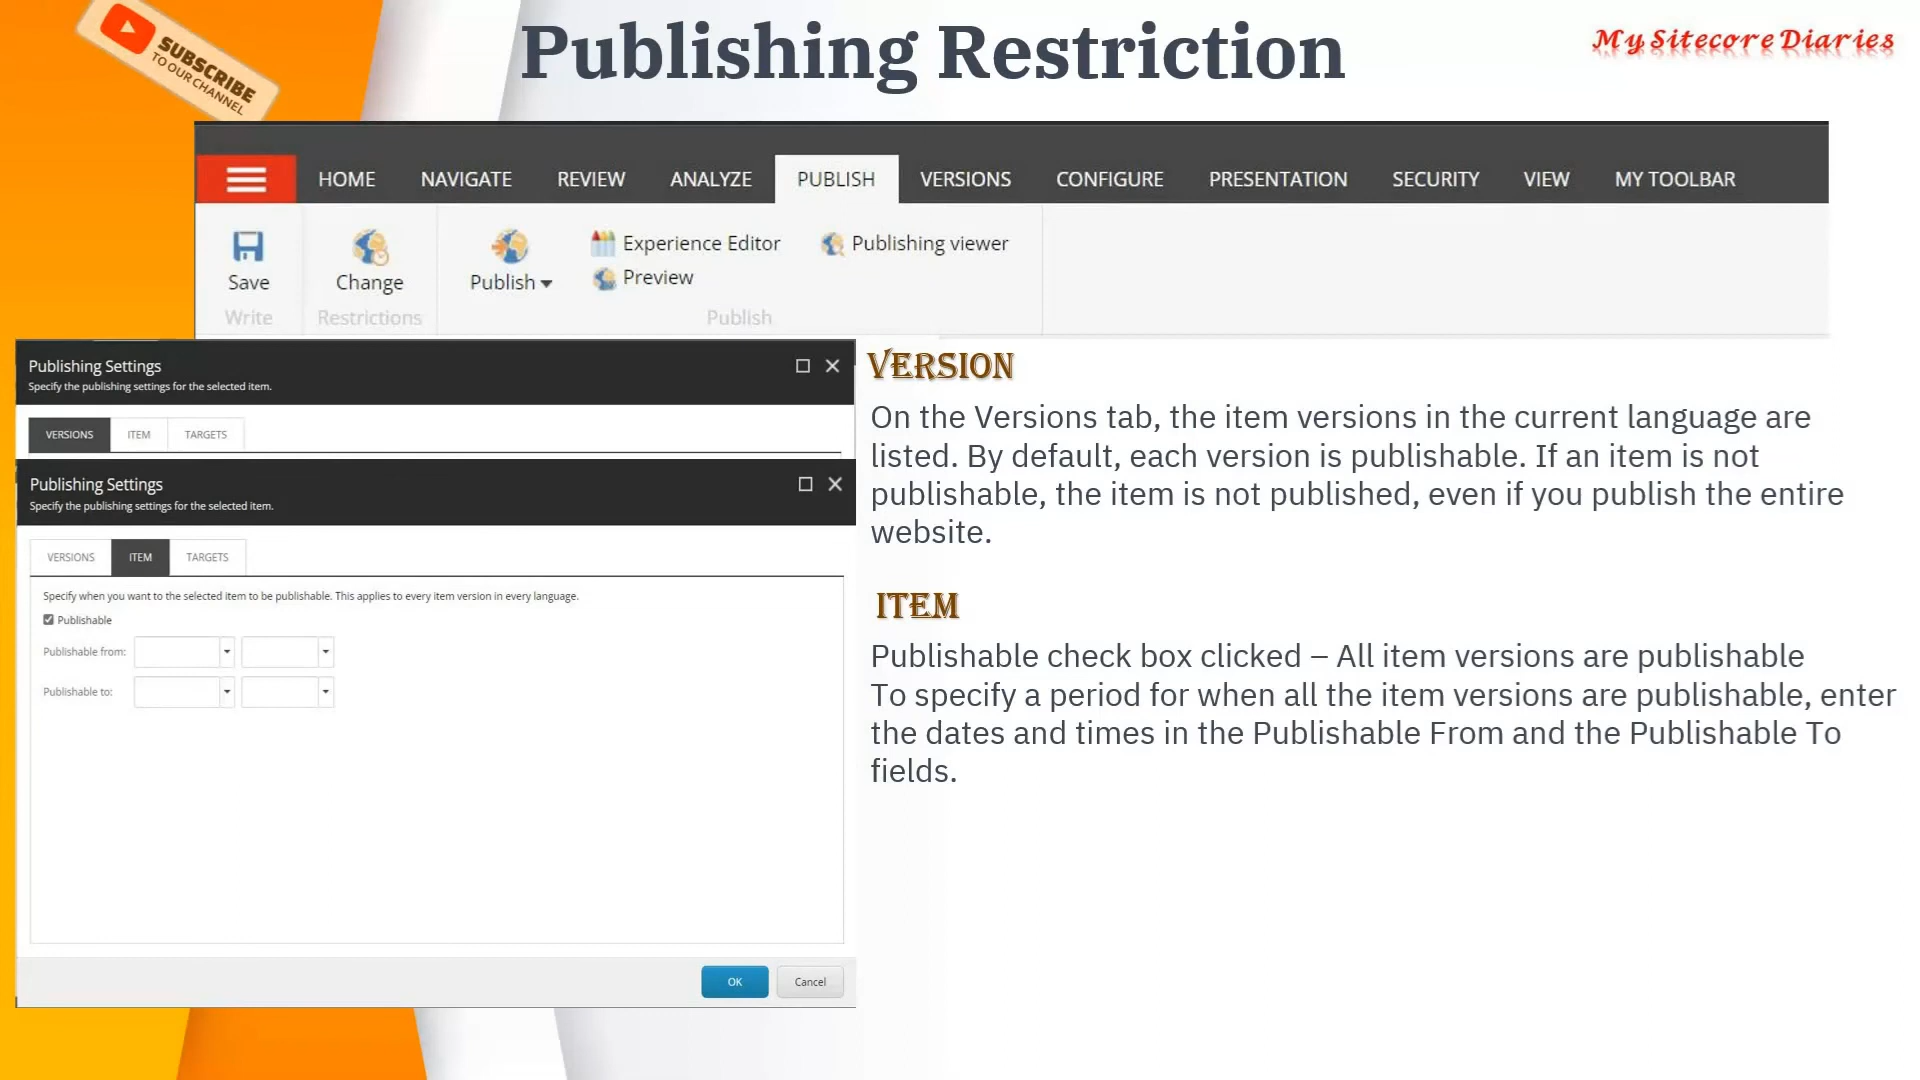 SUBSCRIBE
TO OUR CHANNEL
Publishing Restriction
My Sitecore Diaries
HOME NAVIGATE REVIEW ANALYZE PUBLISH VERSIONS CONFIGURE PRESENTATION SECURITY VIEW MY TOOLBAR
Save
Write
Change
Restrictions
Publish
Experience Editor
Publishing viewer
Preview
Publish
Publishing Settings
Specify the publishing settings for the selected item.
VERSIONS ITEM TARGETS
Publishing Settings
Specify the publishing settings for the selected item.
VERSIONS ITEM TARGETS
Specify when you want to the selected item to be publishable. This applies to every item version in every language.
Publishable
Publishable from:
Publishable to:
OK Cancel
VERSION
On the Versions tab, the item versions in the current language are
listed. By default, each version is publishable. If an item is not
publishable, the item is not published, even if you publish the entire
website.
ITEM
Publishable check box clicked – All item versions are publishable
To specify a period for when all the item versions are publishable, enter
the dates and times in the Publishable From and the Publishable To
fields.